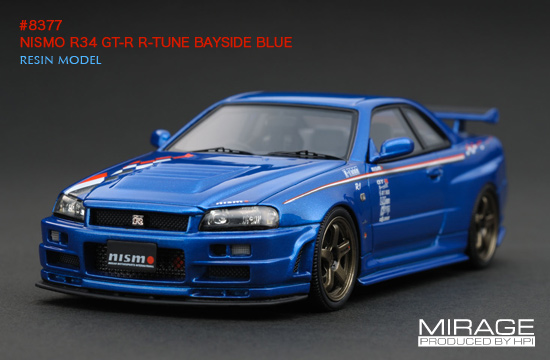 #8377
NISMO R34 GT-R R-TUNE BAYSIDE BLUE
RESIN MODEL
nismo
MIRAGE
PRODUCED BY HPI